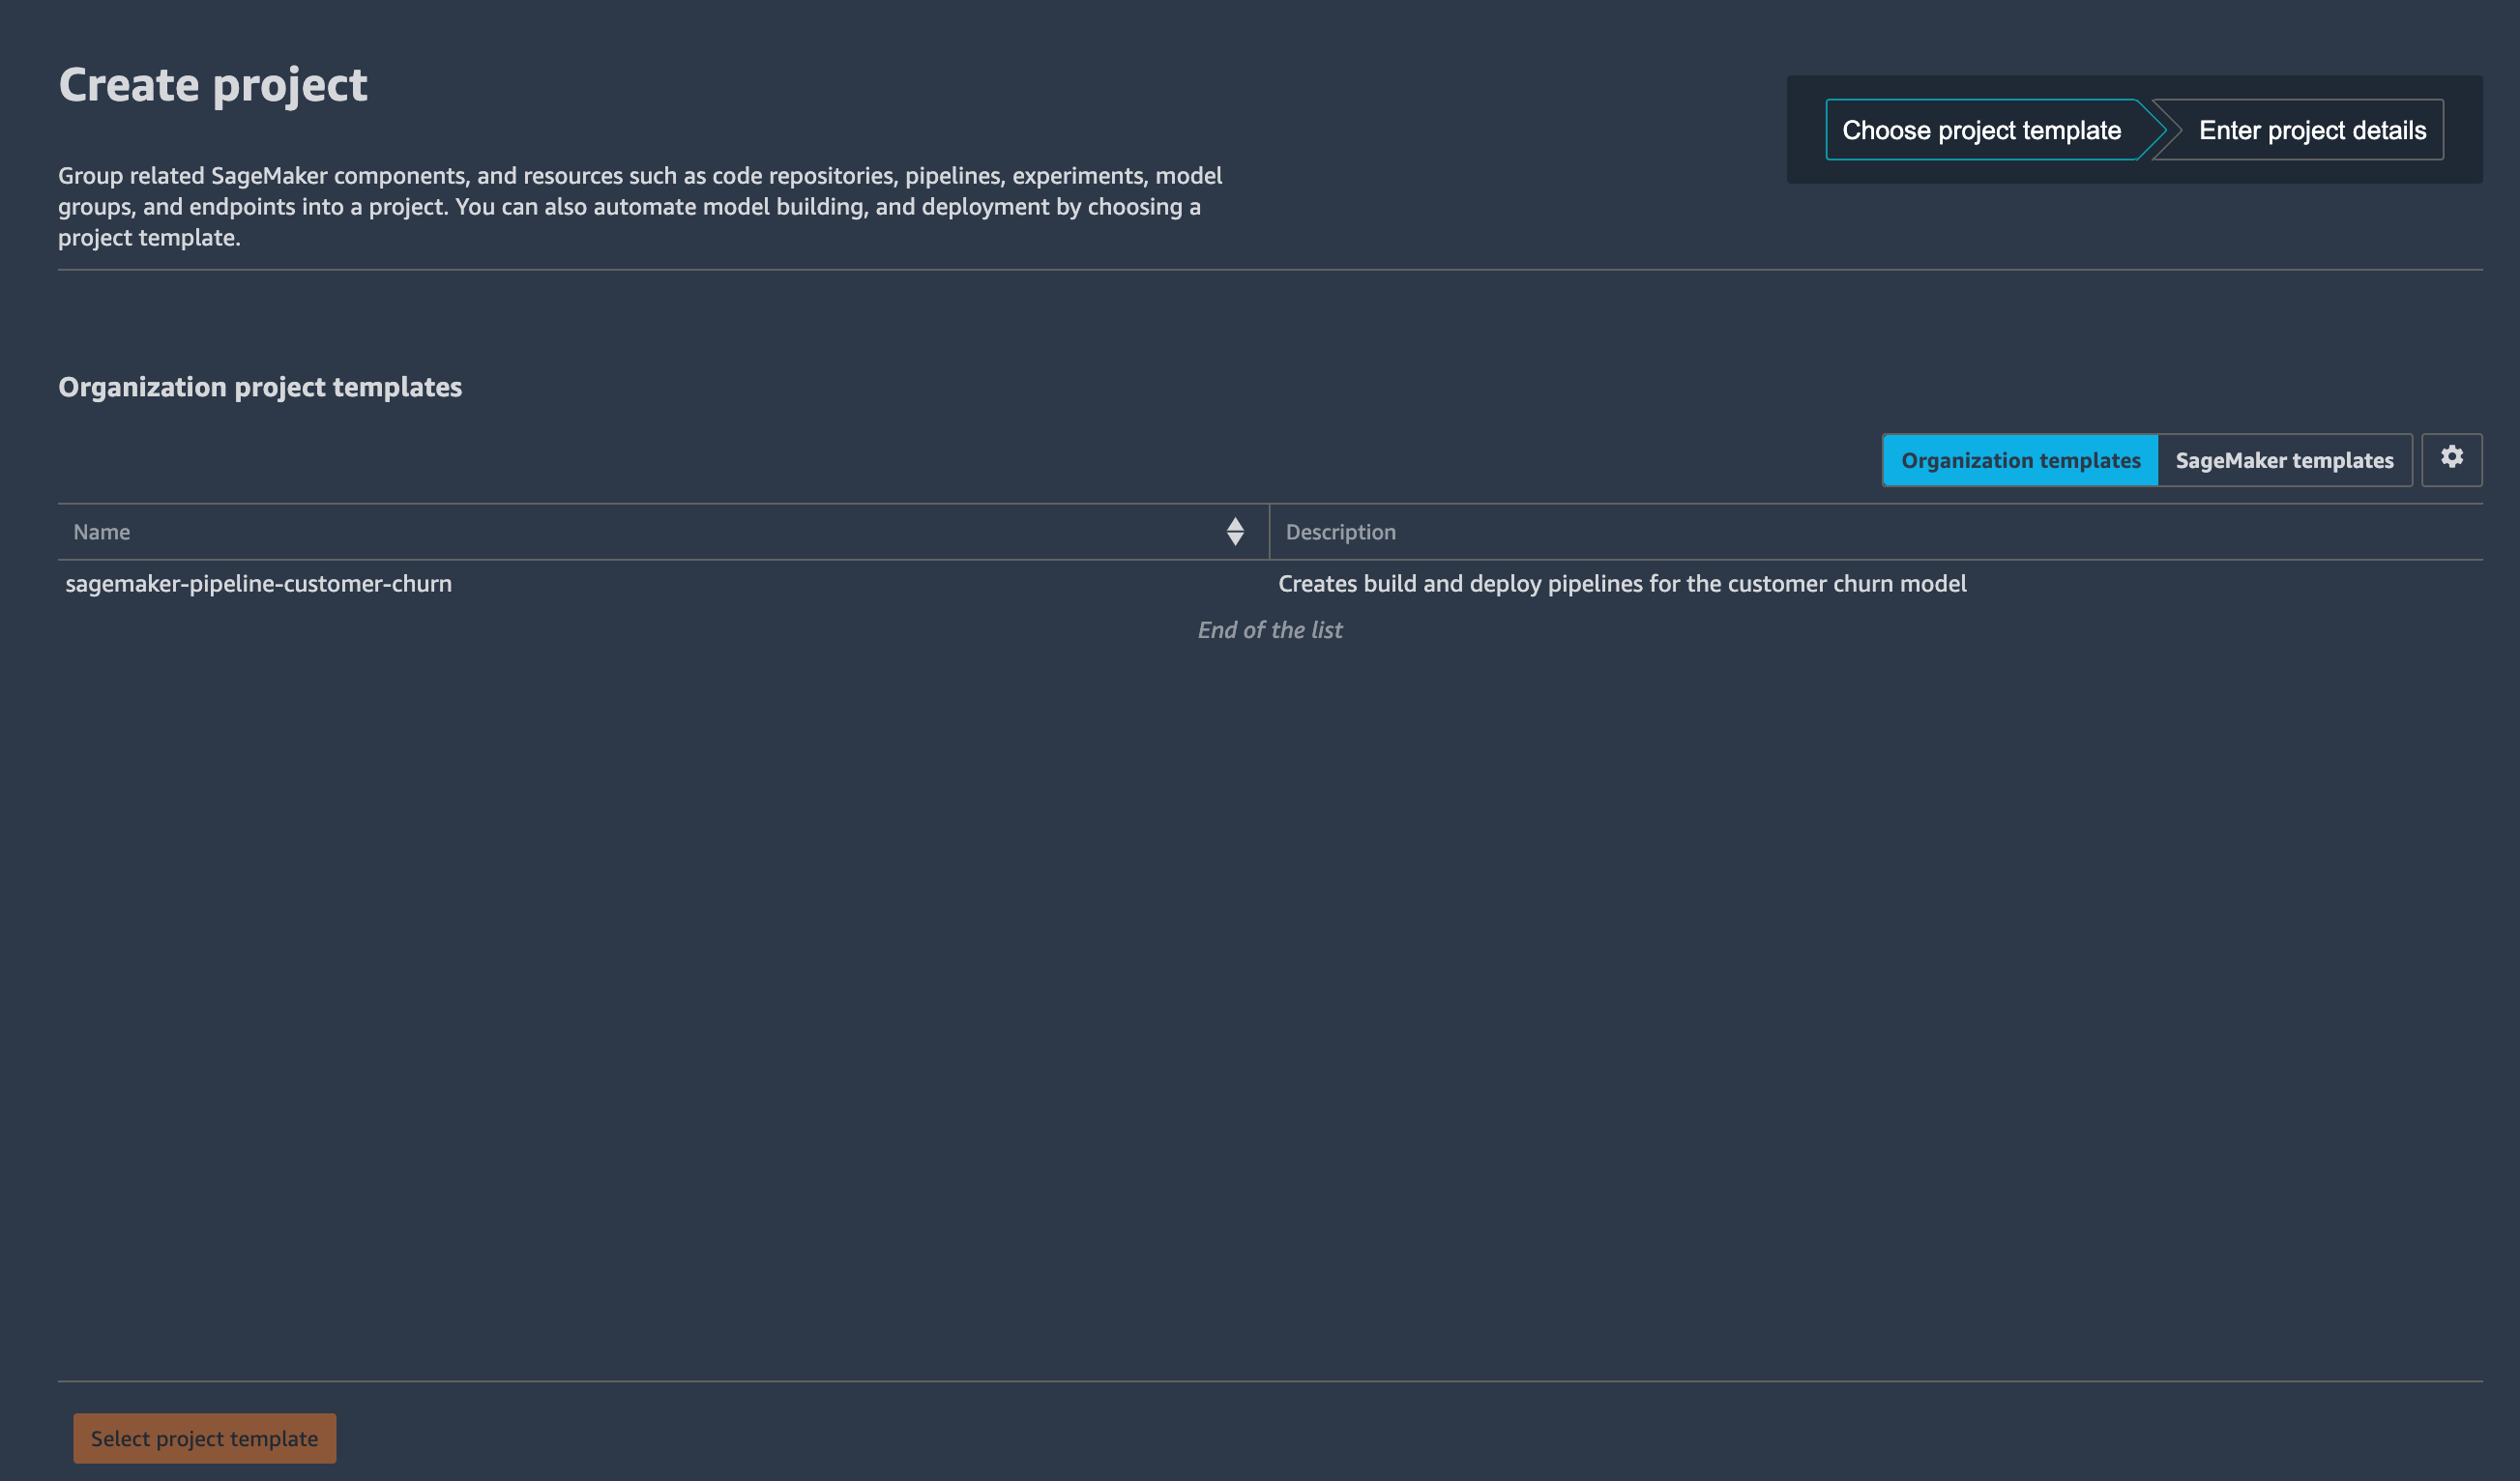 Create project
Choose project template
Enter project details
Group related SageMaker components, and resources such as code repositories, pipelines, experiments, model
groups, and endpoints into a project. You can also automate model building, and deployment by choosing a
project template.
Organization project templates
Organization templates
SageMaker templates
Name
Description
sagemaker-pipeline-customer-churn
Creates build and deploy pipelines for the customer churn model
End of the list
Select project template